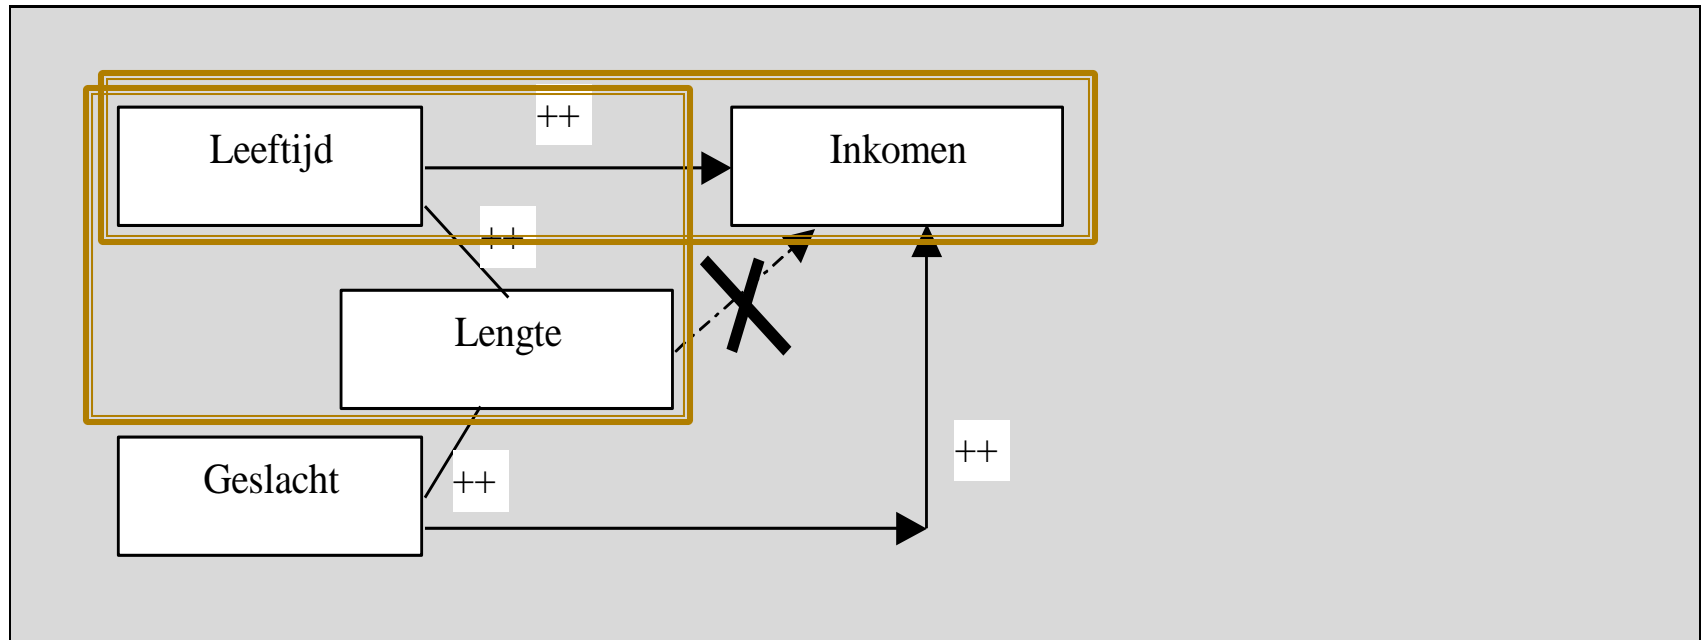 ++
Leeftijd
Inkomen
++
Lengte
++
Geslacht
++